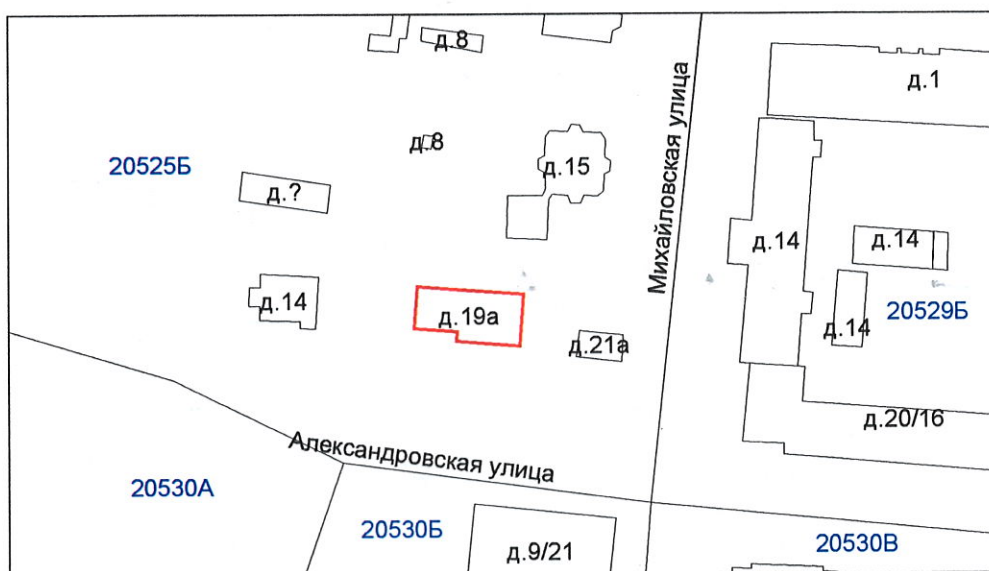 д.8
д.1
д.8
20525Б
д.15
д.?
Михайловская улица
д.14
д.14
20529Б
д.14
д.19а
д.14
д.21а
д.20/16
Александровская улица
20530А
20530Б
20530В
д.9/21